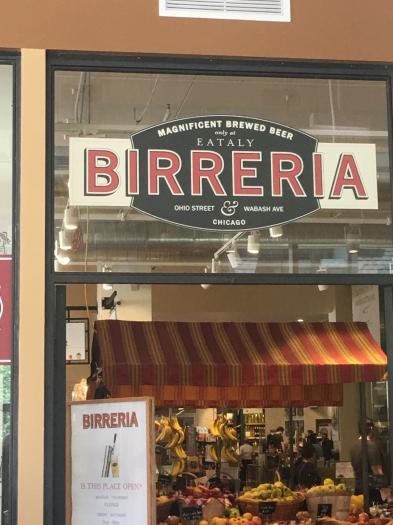 MAGNIFICENT BREWED BEER
only at
EATALY
BIRRERIA
OHIO STREET & WABASH AVE
CHICAGO
BIRRERIA
IS THIS PLACE OPEN?